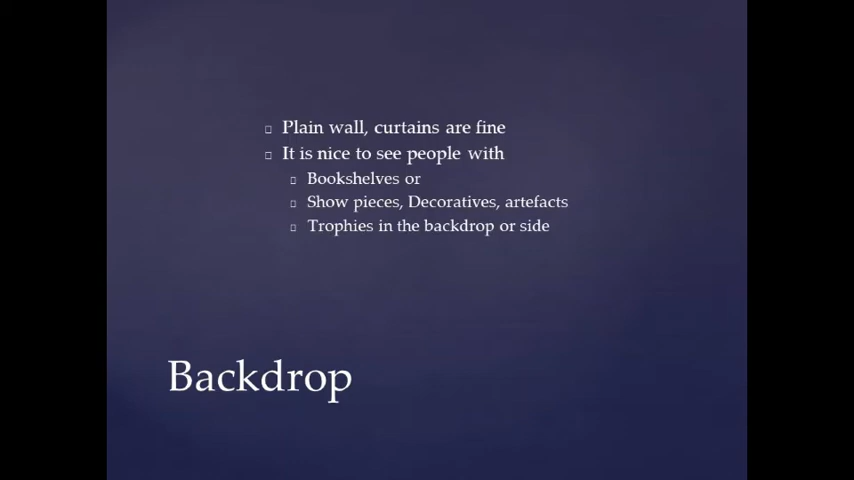 Plain wall, curtains are fine
It is nice to see people with
Bookshelves or
Show pieces, Decoratives, artefacts
Trophies in the backdrop or side
Backdrop